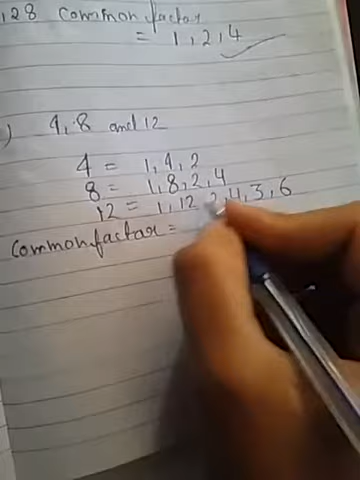 ,28 common factor
= 1, 2, 4
) 4, 8 and 12
4 = 1, 4, 2
8 = 1, 8, 2, 4
12 = 1, 12, 2, 4, 3, 6
Common factor =